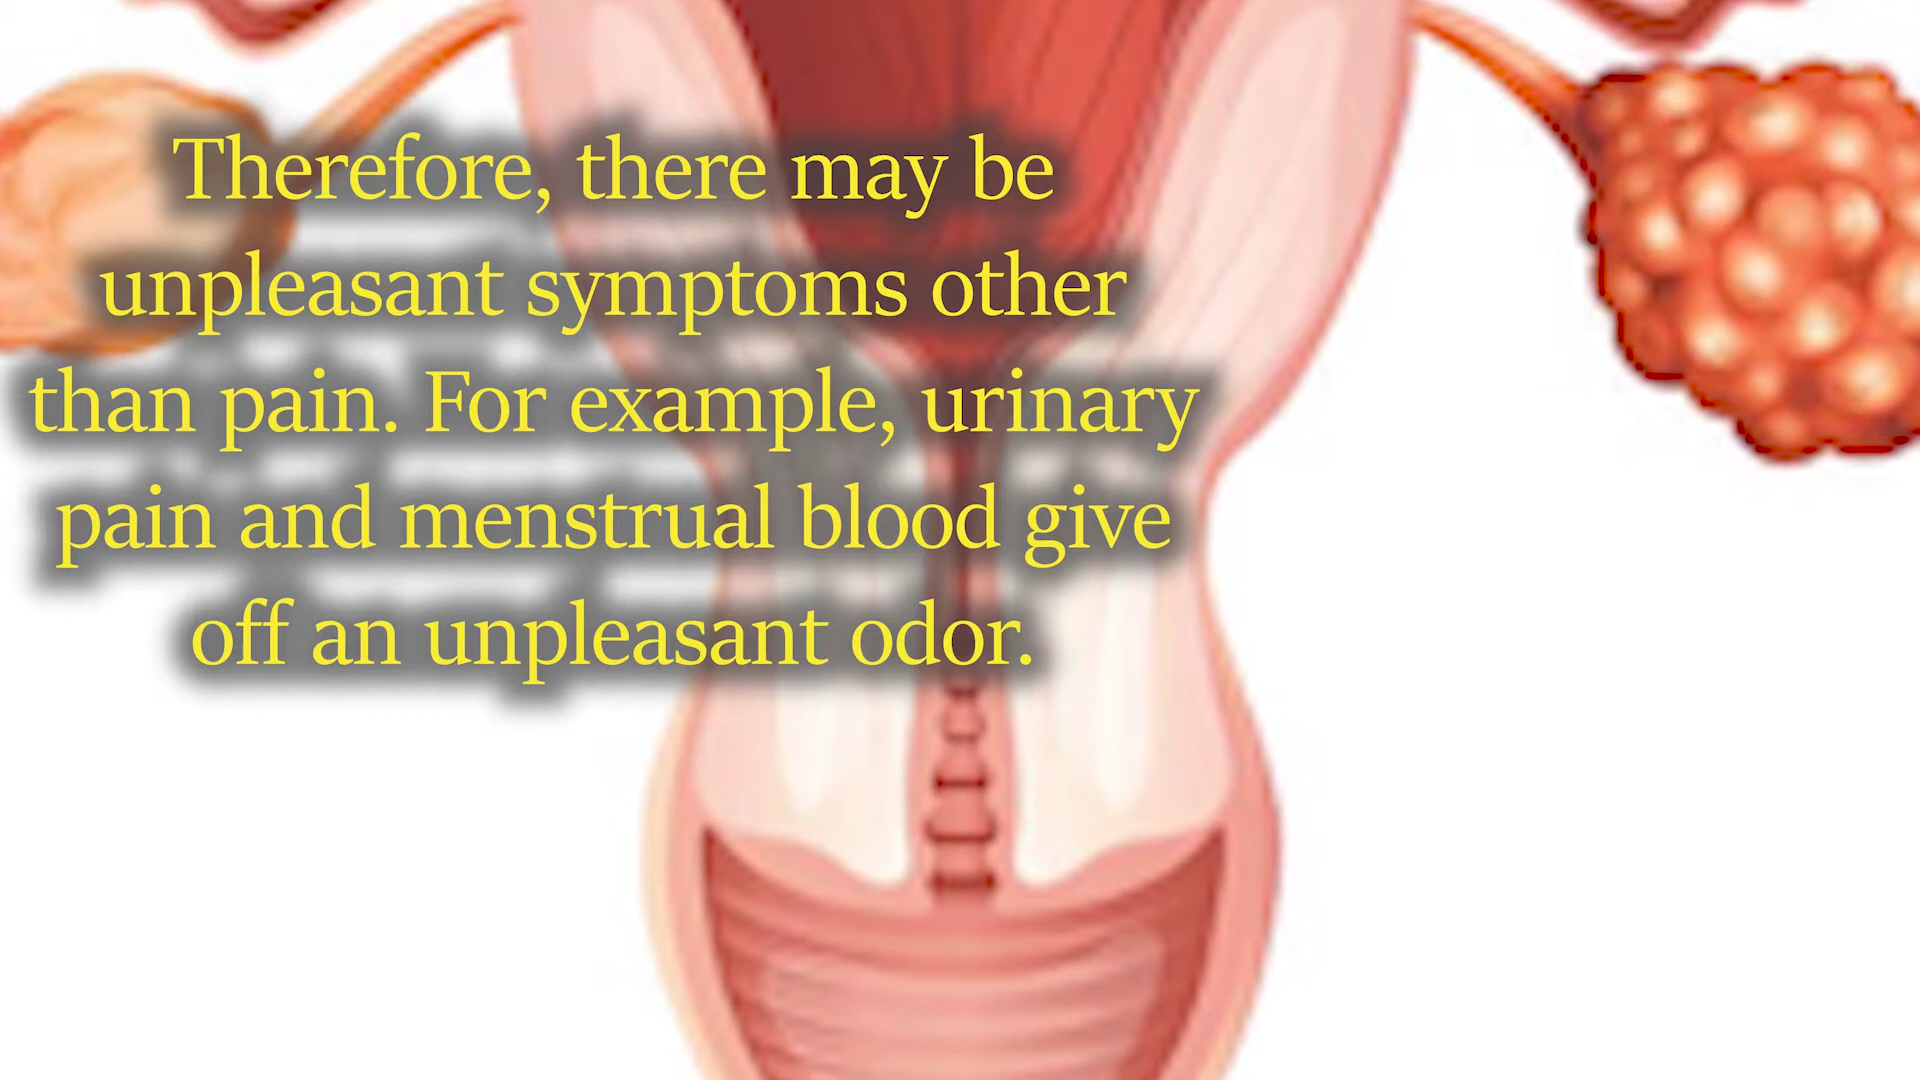 Therefore, there may be
unpleasant symptoms other
than pain. For example, urinary
pain and menstrual blood give
off an unpleasant odor.